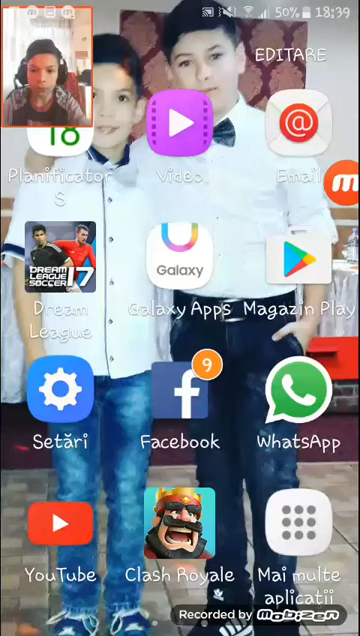 50% 18:39
EDITARE
18
Planificator S
Video
Email
DREAM LEAGUE SOCCER 17
Dream League
Galaxy
Galaxy Apps
Magazin Play
9
Setări
Facebook
WhatsApp
YouTube
Clash Royale
Mai multe aplicații
Recorded by mobizen